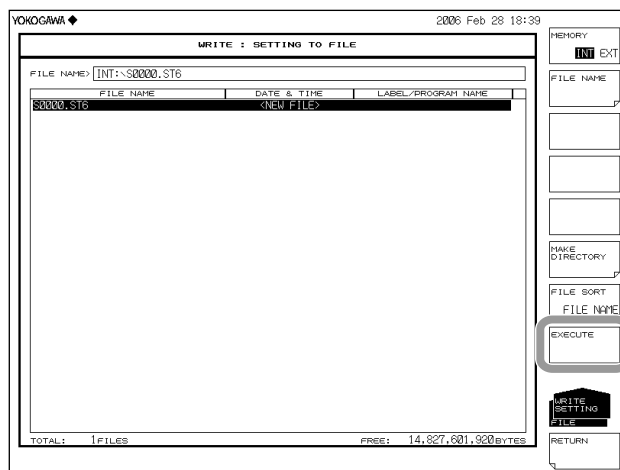 YOKOGAWA ◆ 2006 Feb 28 18:39
WRITE : SETTING TO FILE
FILE NAME> INT:\S0000.ST6
FILE NAME DATE & TIME LABEL/PROGRAM NAME
S0000.ST6 <NEW FILE>
TOTAL: 1FILES FREE: 14,827,601,920BYTES
MEMORY
INT EXT
FILE NAME
MAKE
DIRECTORY
FILE SORT
FILE NAME
EXECUTE
WRITE
SETTING
FILE
RETURN